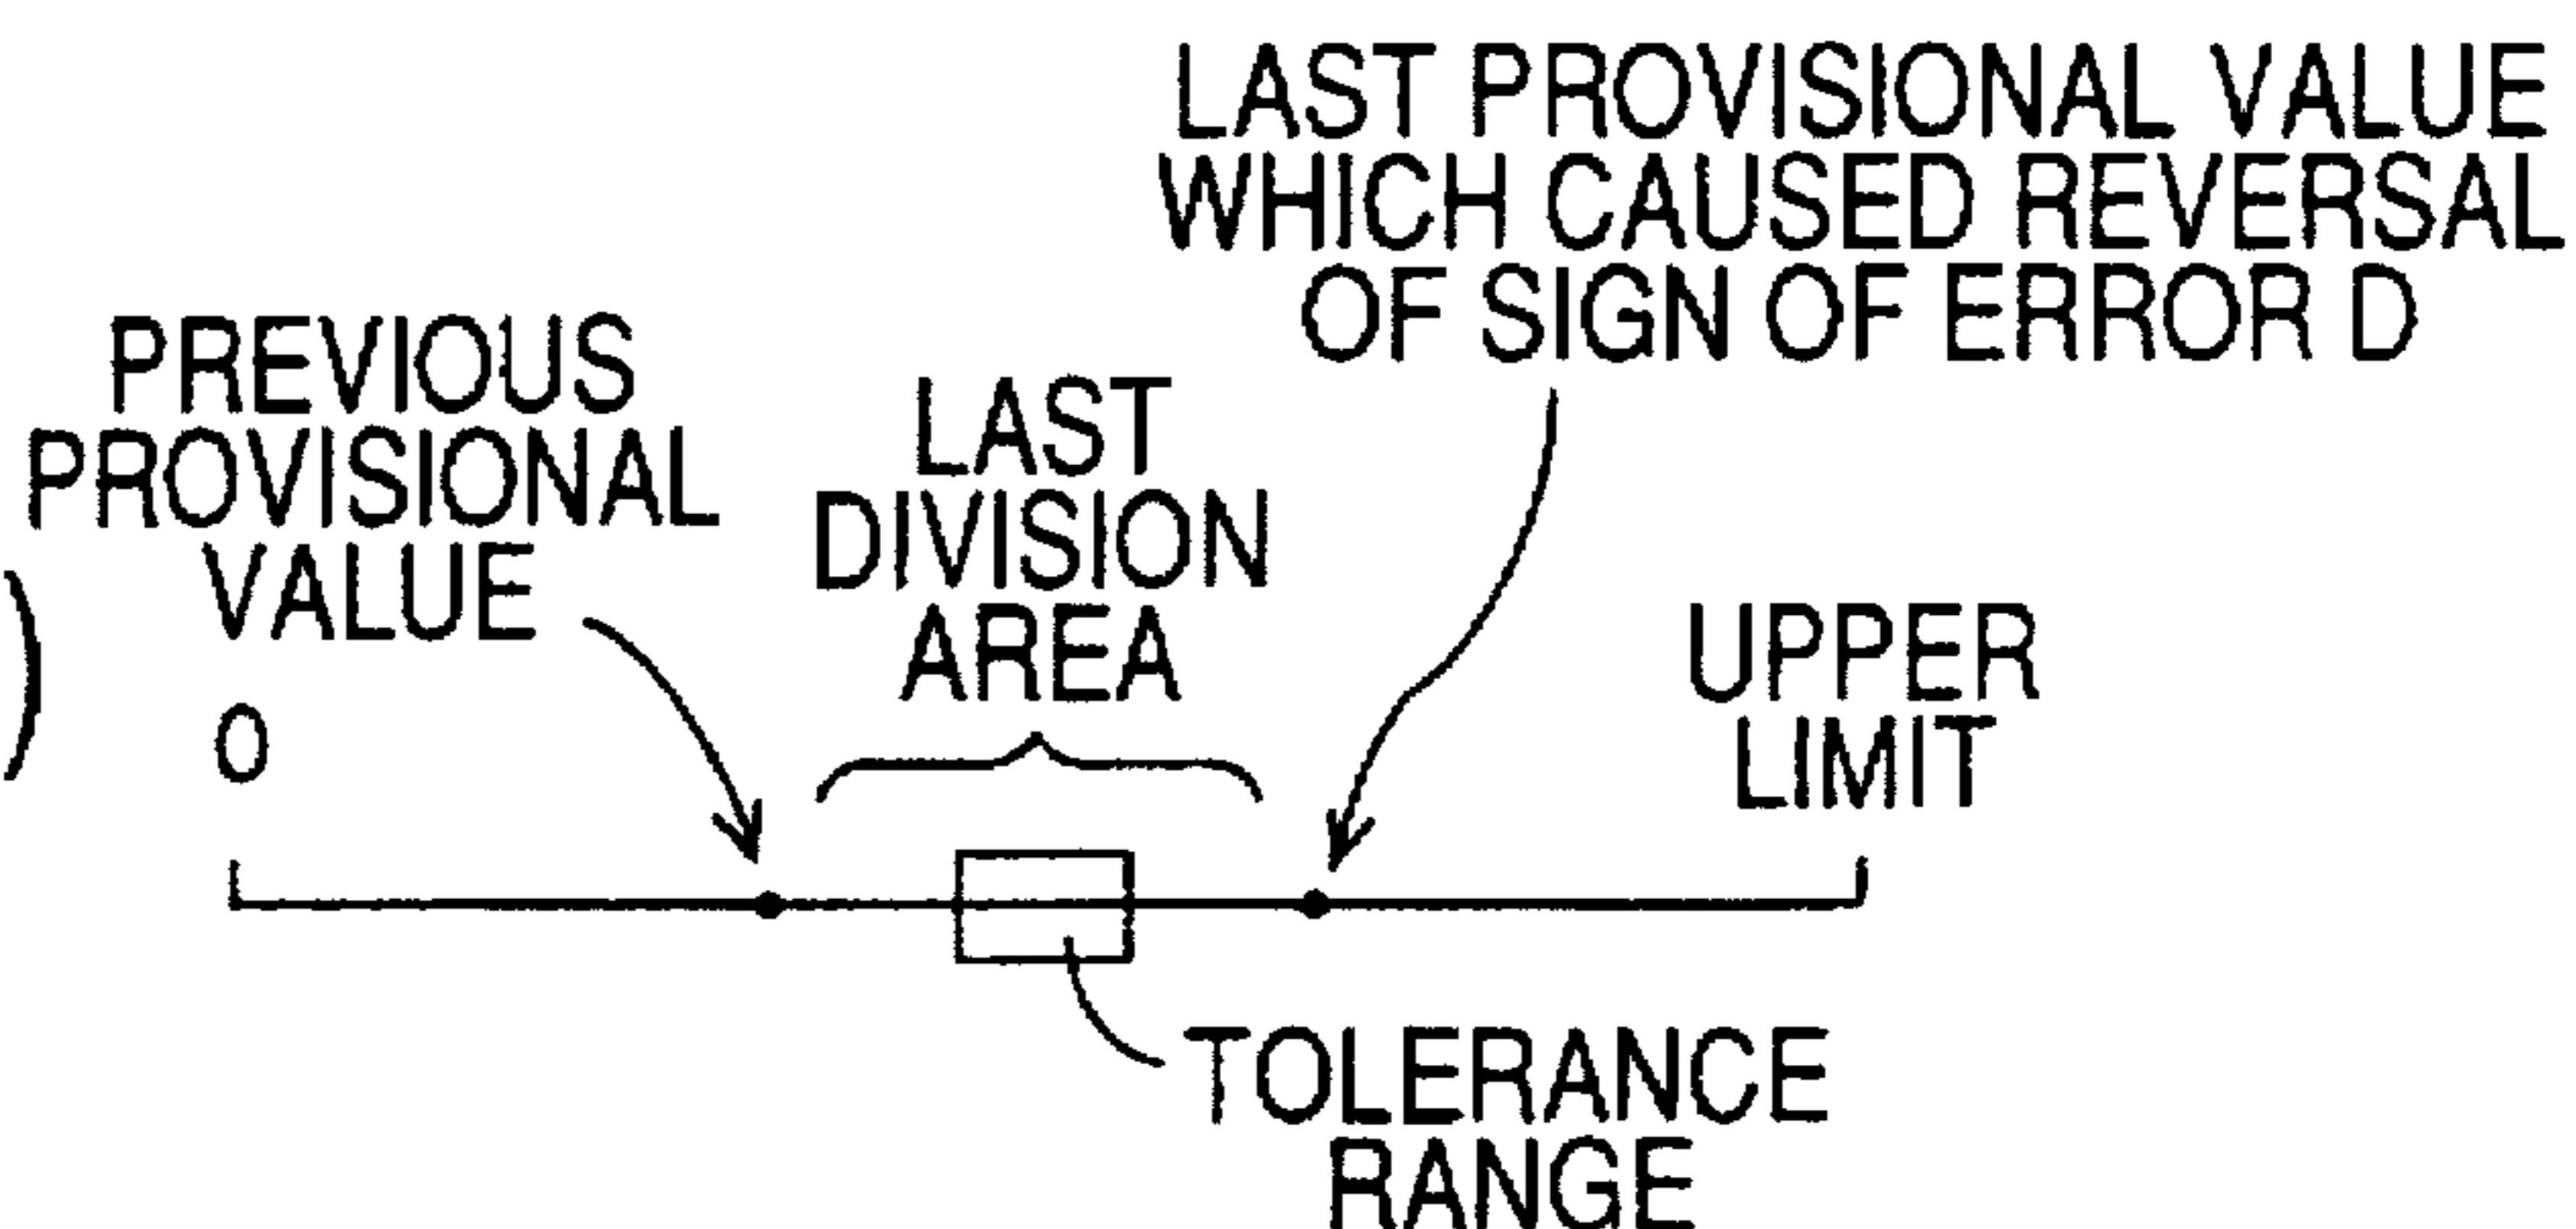 LAST PROVISIONAL VALUE
WHICH CAUSED REVERSAL
OF SIGN OF ERROR D
PREVIOUS
PROVISIONAL
VALUE
LAST
DIVISION
AREA
UPPER
LIMIT
)
0
TOLERANCE
RANGE